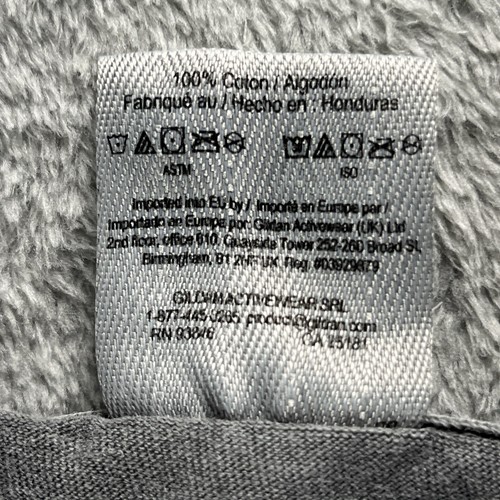 100% Coton / Algodón
Fabriqué au / Hecho en : Honduras
ASTM ISO
Imported into EU by / Importé en Europe par /
Importado en Europa por: Gildan Activewear (UK) Ltd
2nd floor, office 610, Quayside Tower 252-260 Broad St,
Birmingham, B1 2HF UK Reg. #03929679
GILDAN ACTIVEWEAR SRL
1-877-445-3265 product@gildan.com
RN 93846 CA 25181